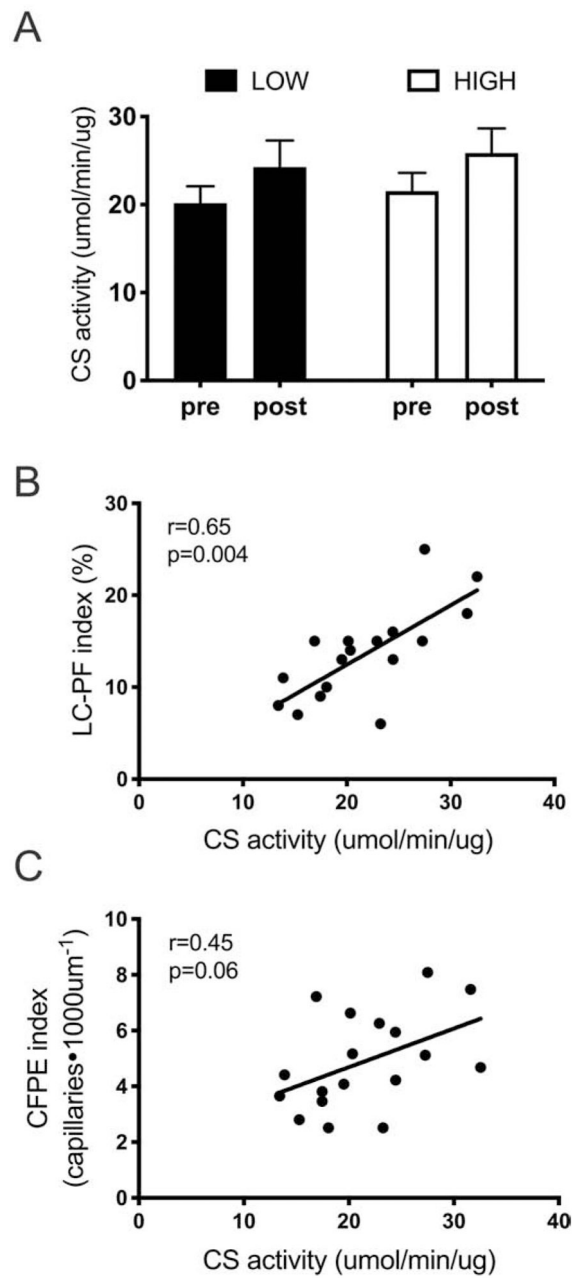 A
LOW HIGH
CS activity (umol/min/ug)
30
20
10
0
pre post pre post
B
r=0.65
p=0.004
LC-PF index (%)
30
20
10
0
0 10 20 30 40
CS activity (umol/min/ug)
C
r=0.45
p=0.06
CFPE index
(capillaries•1000um⁻¹)
10
8
6
4
2
0
0 10 20 30 40
CS activity (umol/min/ug)